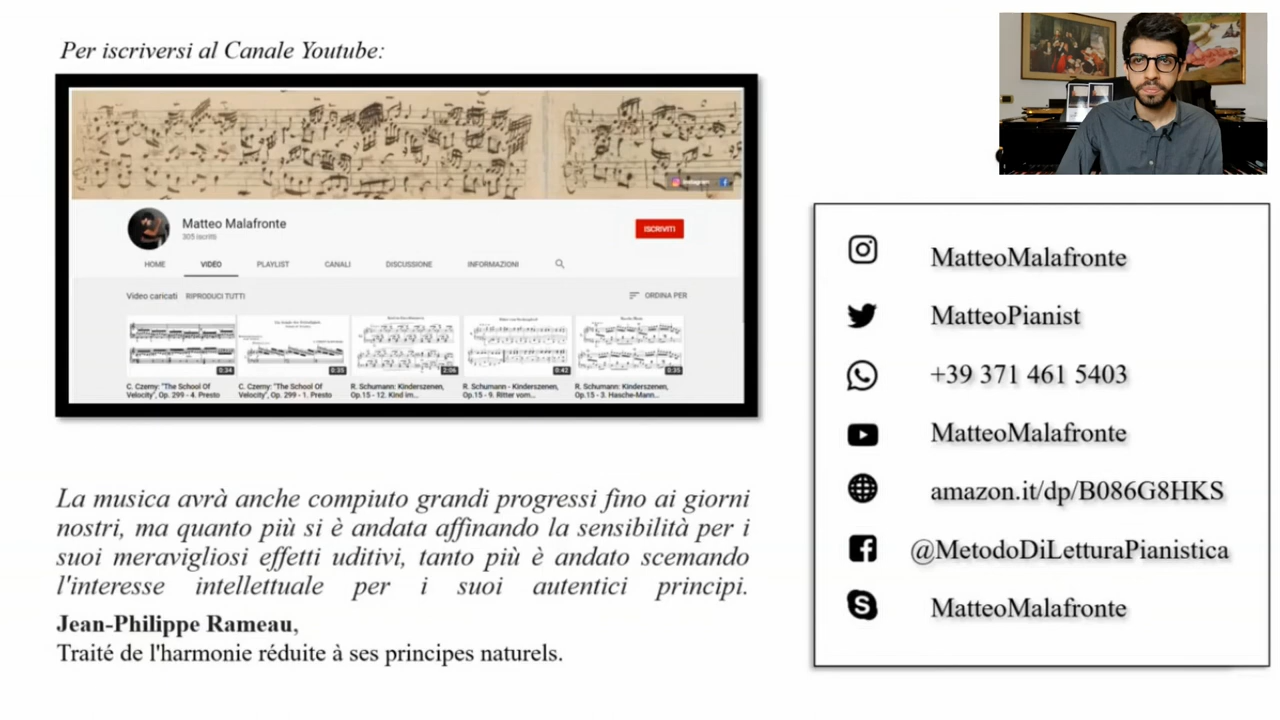 Per iscriversi al Canale Youtube:
Matteo Malafronte
305 iscritti
ISCRIVITI
HOME VIDEO PLAYLIST CANALI DISCUSSIONE INFORMAZIONI
Video caricati RIPRODUCI TUTTI ORDINA PER
0:34 0:35 2:06 0:42 0:35
C. Czerny: "The School Of
Velocity", Op. 299 - 4. Presto
C. Czerny: "The School Of
Velocity", Op. 299 - 1. Presto
R. Schumann: Kinderszenen,
Op.15 - 12. Kind im...
R. Schumann - Kinderszenen,
Op.15 - 9. Ritter vom...
R. Schumann: Kinderszenen,
Op.15 - 3. Hasche-Mann...
La musica avrà anche compiuto grandi progressi fino ai giorni
nostri, ma quanto più si è andata affinando la sensibilità per i
suoi meravigliosi effetti uditivi, tanto più è andato scemando
l'interesse intellettuale per i suoi autentici principi.
Jean-Philippe Rameau,
Traité de l'harmonie réduite à ses principes naturels.
MatteoMalafronte
MatteoPianist
+39 371 461 5403
MatteoMalafronte
amazon.it/dp/B086G8HKS
@MetodoDiLetturaPianistica
MatteoMalafronte